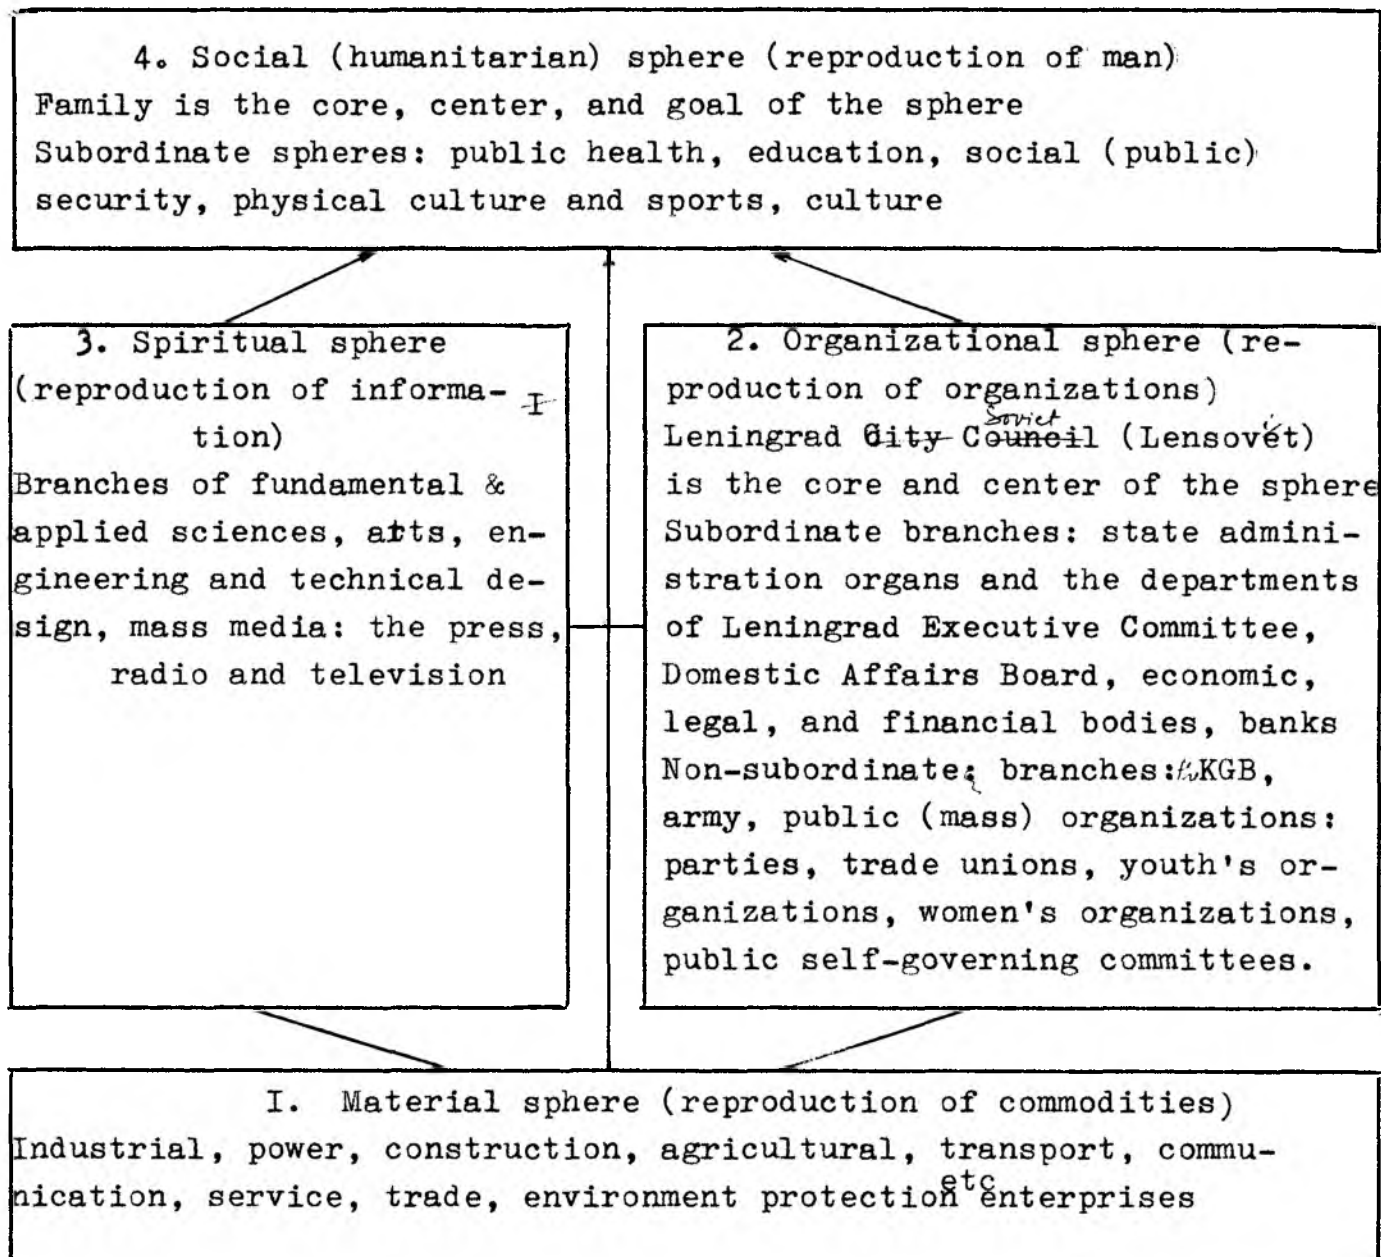 4. Social (humanitarian) sphere (reproduction of man)
Family is the core, center, and goal of the sphere
Subordinate spheres: public health, education, social (public)
security, physical culture and sports, culture
3. Spiritual sphere
(reproduction of informa-
tion)
Branches of fundamental &
applied sciences, arts, en-
gineering and technical de-
sign, mass media: the press,
radio and television
2. Organizational sphere (re-
production of organizations)
Soviet
Leningrad City Council (Lensovet)
is the core and center of the sphere
Subordinate branches: state admini-
stration organs and the departments
of Leningrad Executive Committee,
Domestic Affairs Board, economic,
legal, and financial bodies, banks
Non-subordinate branches: KGB,
army, public (mass) organizations:
parties, trade unions, youth's or-
ganizations, women's organizations,
public self-governing committees.
I. Material sphere (reproduction of commodities)
Industrial, power, construction, agricultural, transport, commu-
etc
nication, service, trade, environment protection enterprises